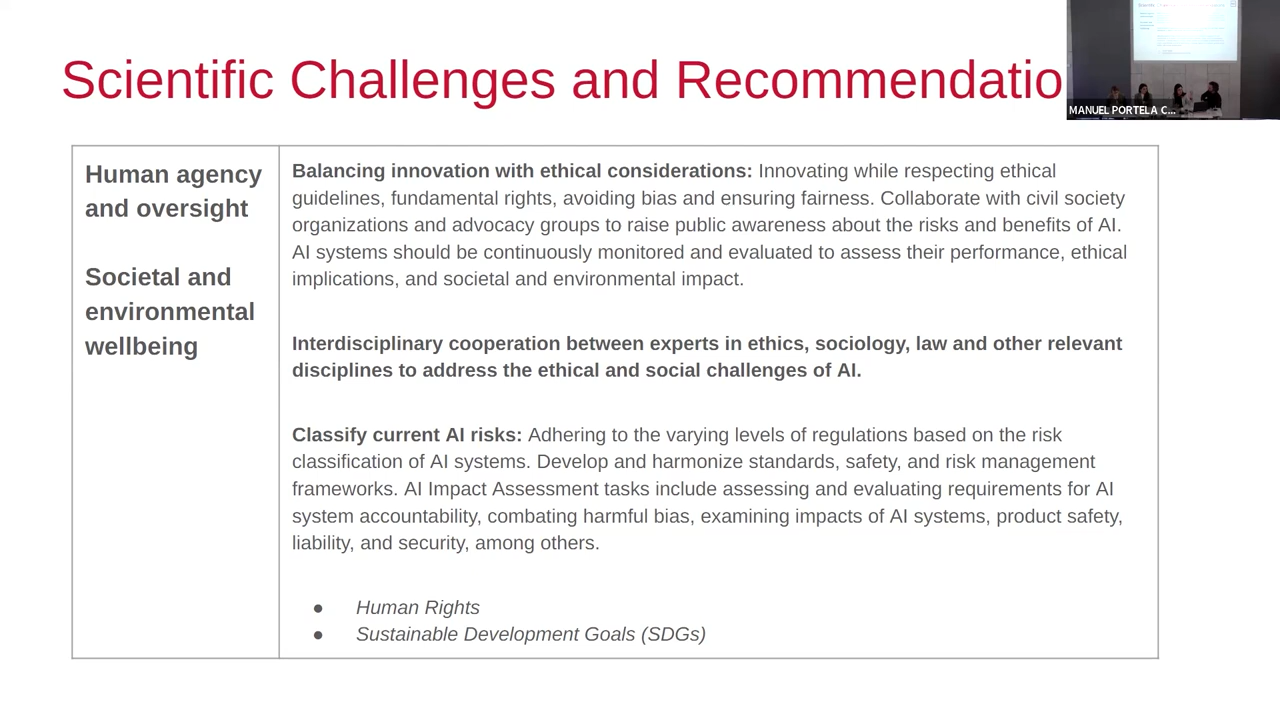 Scientific Challenges and Recommendatio
MANUEL PORTELA C...
Human agency
and oversight
Societal and
environmental
wellbeing
Balancing innovation with ethical considerations: Innovating while respecting ethical
guidelines, fundamental rights, avoiding bias and ensuring fairness. Collaborate with civil society
organizations and advocacy groups to raise public awareness about the risks and benefits of AI.
AI systems should be continuously monitored and evaluated to assess their performance, ethical
implications, and societal and environmental impact.
Interdisciplinary cooperation between experts in ethics, sociology, law and other relevant
disciplines to address the ethical and social challenges of AI.
Classify current AI risks: Adhering to the varying levels of regulations based on the risk
classification of AI systems. Develop and harmonize standards, safety, and risk management
frameworks. AI Impact Assessment tasks include assessing and evaluating requirements for AI
system accountability, combating harmful bias, examining impacts of AI systems, product safety,
liability, and security, among others.
● Human Rights
● Sustainable Development Goals (SDGs)